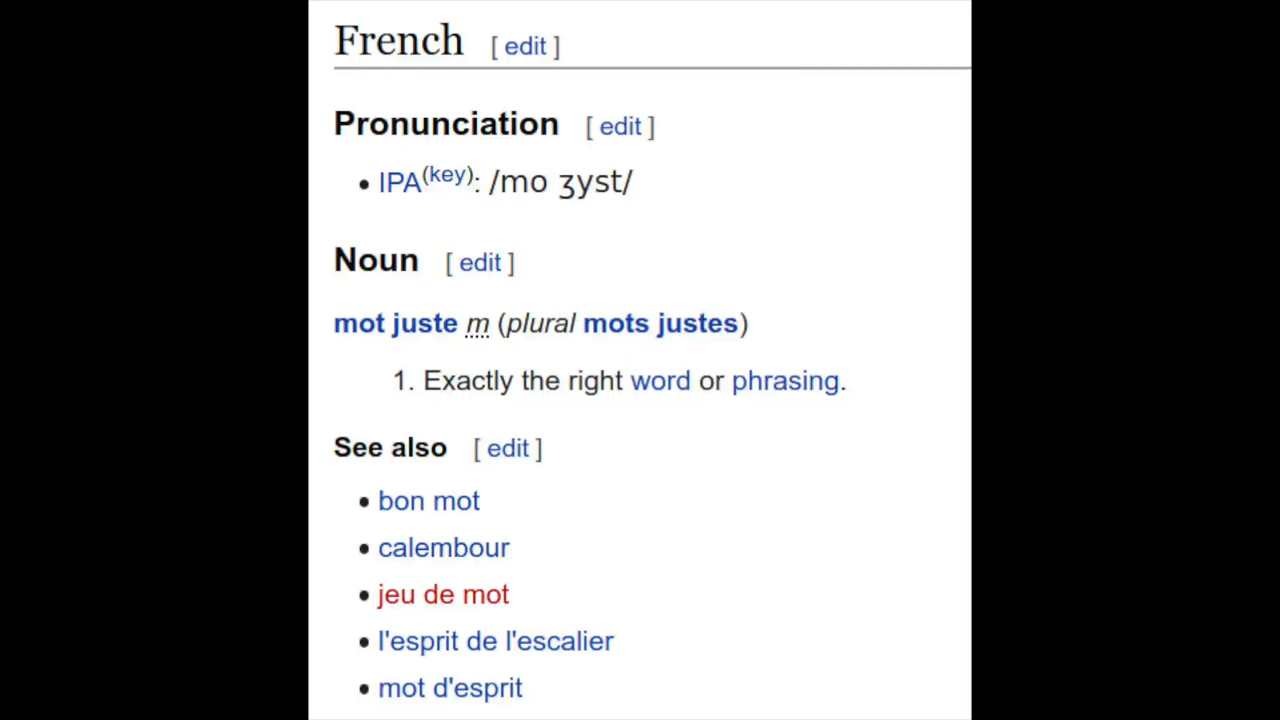 French [ edit ]
Pronunciation [ edit ]
• IPA(key): /mo ʒyst/
Noun [ edit ]
mot juste m (plural mots justes)
1. Exactly the right word or phrasing.
See also [ edit ]
• bon mot
• calembour
• jeu de mot
• l'esprit de l'escalier
• mot d'esprit